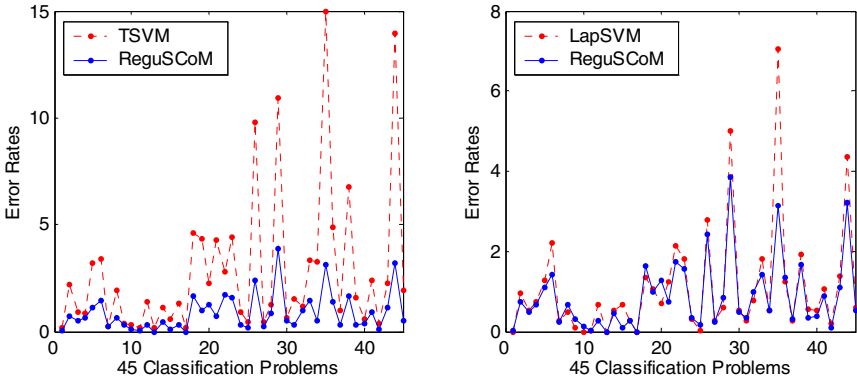 15
10
5
0
Error Rates
TSVM
ReguSCoM
0
10
20
30
40
45 Classification Problems
8
6
4
2
0
Error Rates
LapSVM
ReguSCoM
0
10
20
30
40
45 Classification Problems